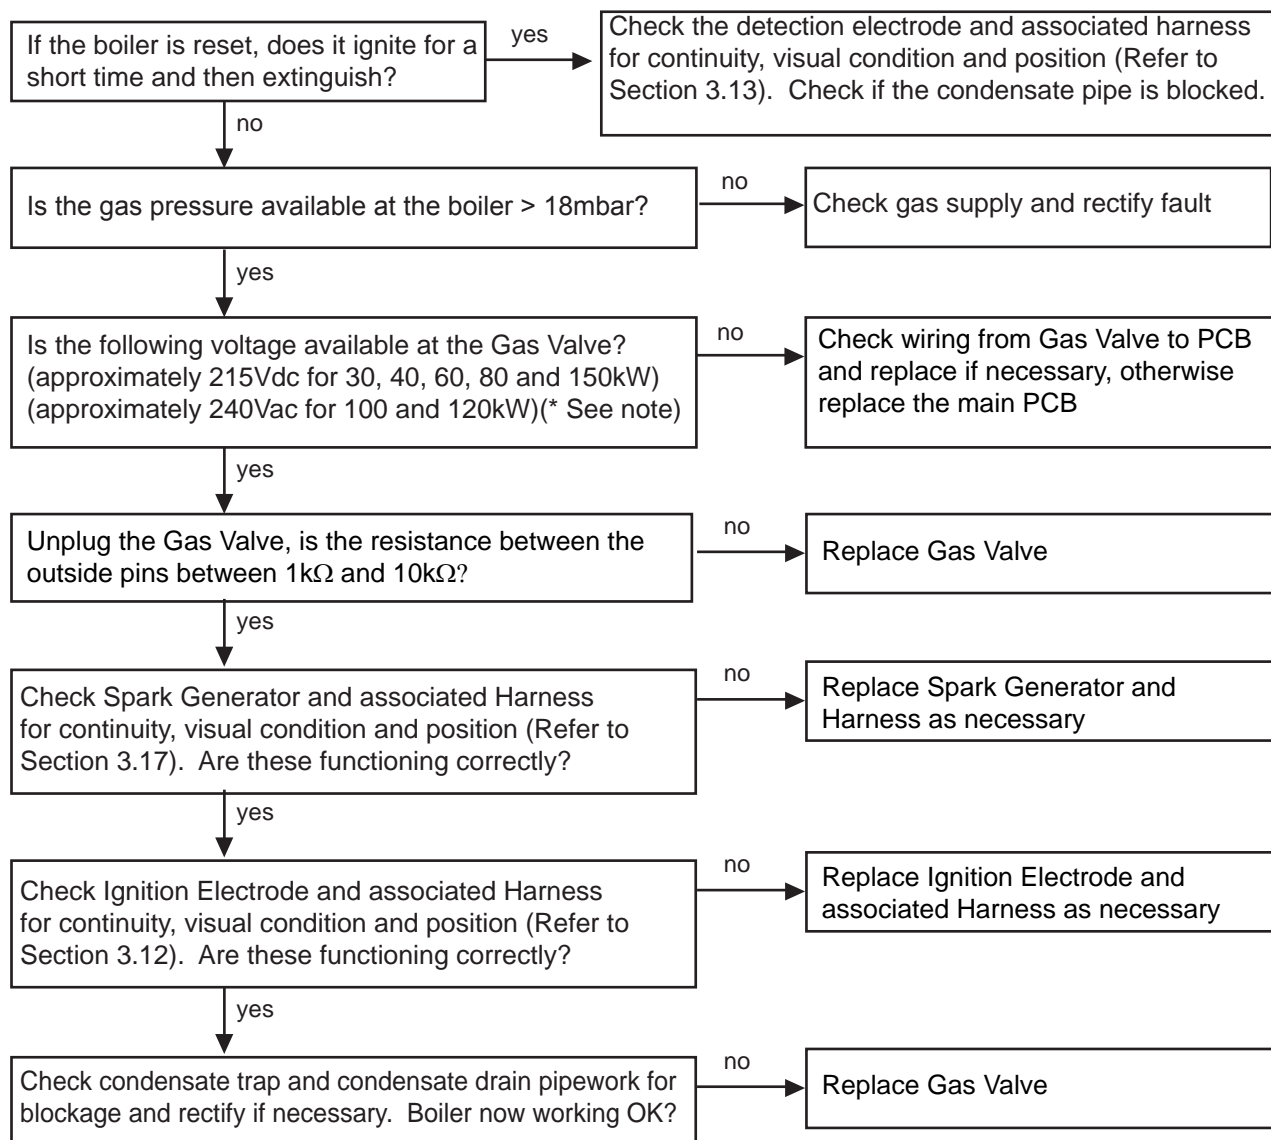 If the boiler is reset, does it ignite for a
short time and then extinguish?
yes
Check the detection electrode and associated harness
for continuity, visual condition and position (Refer to
Section 3.13).  Check if the condensate pipe is blocked.
no
Is the gas pressure available at the boiler > 18mbar?
no
Check gas supply and rectify fault
yes
Is the following voltage available at the Gas Valve?
(approximately 215Vdc for 30, 40, 60, 80 and 150kW)
(approximately 240Vac for 100 and 120kW)(* See note)
no
Check wiring from Gas Valve to PCB
and replace if necessary, otherwise
replace the main PCB
yes
Unplug the Gas Valve, is the resistance between the
outside pins between 1kΩ and 10kΩ?
no
Replace Gas Valve
yes
Check Spark Generator and associated Harness
for continuity, visual condition and position (Refer to
Section 3.17).  Are these functioning correctly?
no
Replace Spark Generator and
Harness as necessary
yes
Check Ignition Electrode and associated Harness
for continuity, visual condition and position (Refer to
Section 3.12).  Are these functioning correctly?
no
Replace Ignition Electrode and
associated Harness as necessary
yes
Check condensate trap and condensate drain pipework for
blockage and rectify if necessary.  Boiler now working OK?
no
Replace Gas Valve